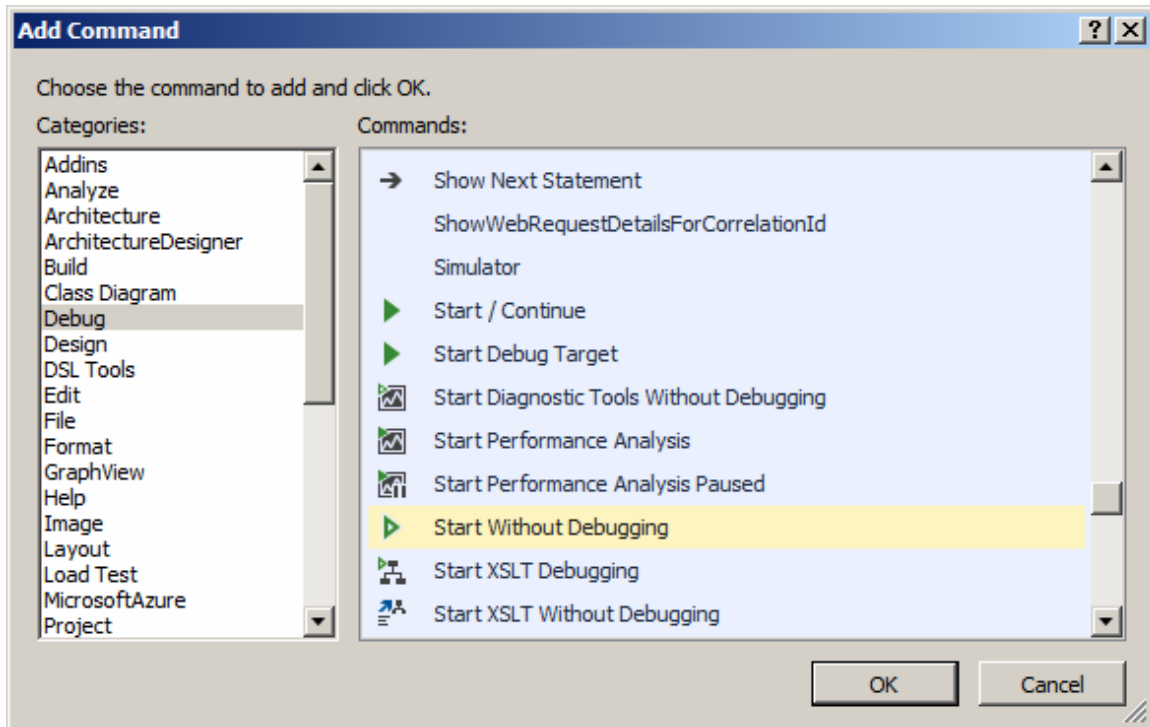 Add Command
Choose the command to add and click OK.
Categories:
Addins
Analyze
Architecture
ArchitectureDesigner
Build
Class Diagram
Debug
Design
DSL Tools
Edit
File
Format
GraphView
Help
Image
Layout
Load Test
MicrosoftAzure
Project
Commands:
Show Next Statement
ShowWebRequestDetailsForCorrelationId
Simulator
Start / Continue
Start Debug Target
Start Diagnostic Tools Without Debugging
Start Performance Analysis
Start Performance Analysis Paused
Start Without Debugging
Start XSLT Debugging
Start XSLT Without Debugging
OK
Cancel